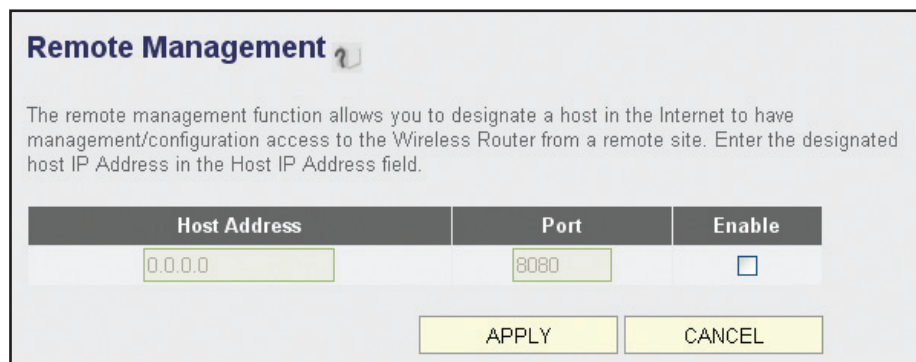 Remote Management
The remote management function allows you to designate a host in the Internet to have
management/configuration access to the Wireless Router from a remote site. Enter the designated
host IP Address in the Host IP Address field.
Host Address Port Enable
0.0.0.0 8080
APPLY CANCEL